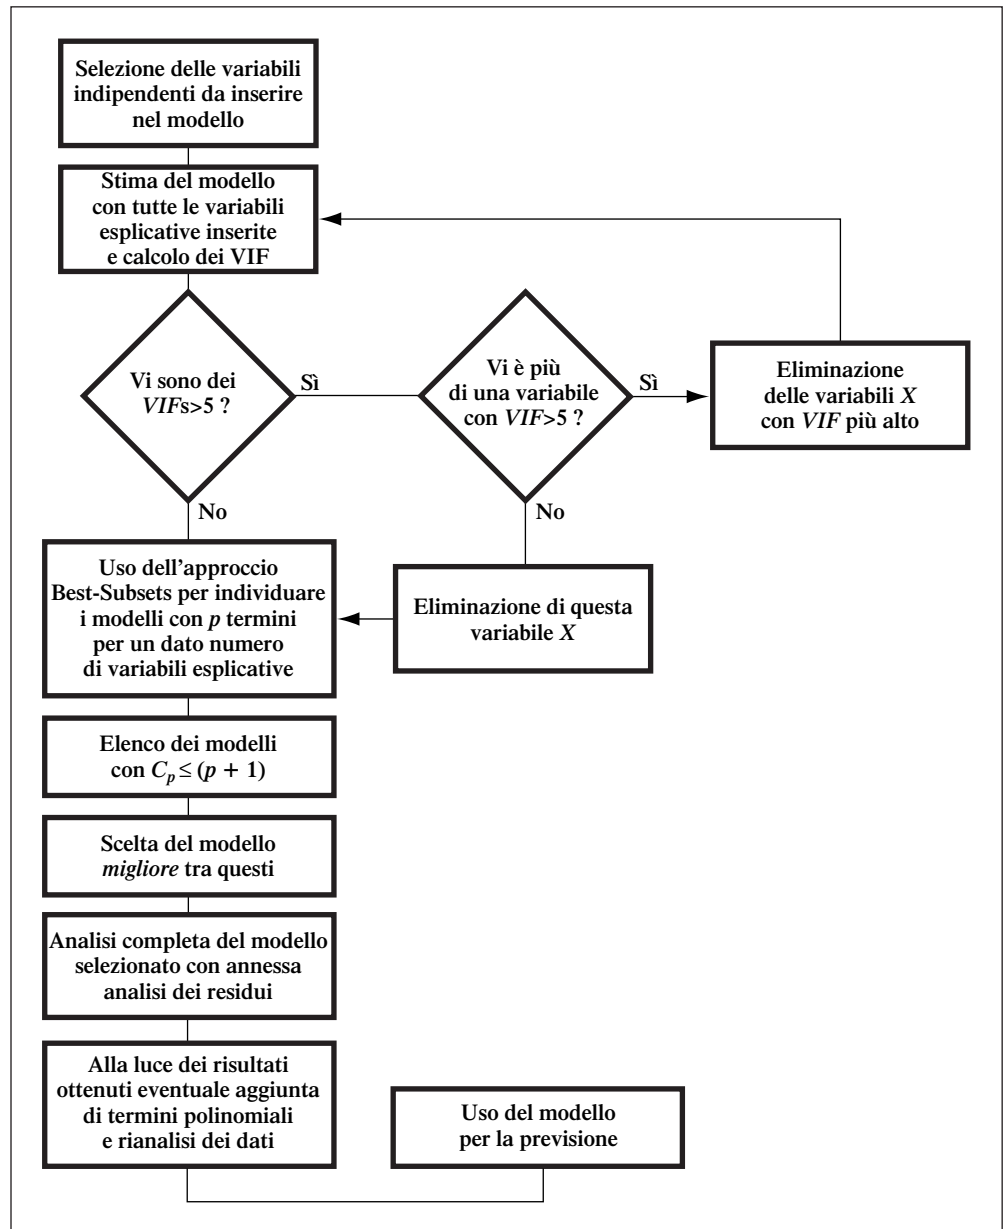 Selezione delle variabili
indipendenti da inserire
nel modello
Stima del modello
con tutte le variabili
esplicative inserite
e calcolo dei VIF
Vi sono dei
VIFs>5 ?
Sì
Vi è più
di una variabile
con VIF>5 ?
Sì
Eliminazione
delle variabili X
con VIF più alto
No
No
Uso dell'approccio
Best-Subsets per individuare
i modelli con p termini
per un dato numero
di variabili esplicative
Eliminazione di questa
variabile X
Elenco dei modelli
con Cp ≤ (p + 1)
Scelta del modello
migliore tra questi
Analisi completa del modello
selezionato con annessa
analisi dei residui
Alla luce dei risultati
ottenuti eventuale aggiunta
di termini polinomiali
e rianalisi dei dati
Uso del modello
per la previsione